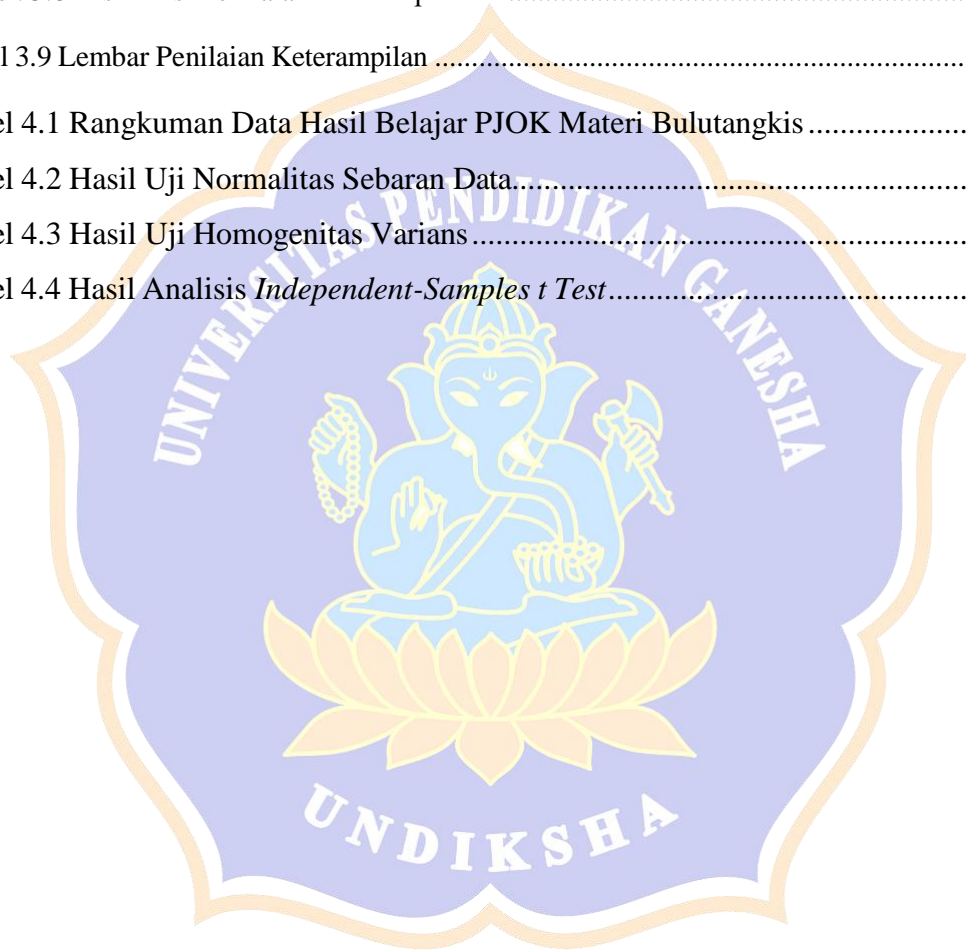 l 3.9 Lembar Penilaian Keterampilan ........................................................................
el 4.1 Rangkuman Data Hasil Belajar PJOK Materi Bulutangkis ......................
el 4.2 Hasil Uji Normalitas Sebaran Data..............................................................
el 4.3 Hasil Uji Homogenitas Varians ....................................................................
el 4.4 Hasil Analisis Independent-Samples t Test.................................................
UNIVERSITAS PENDIDIKAN GANESHA
UNDIKSHA